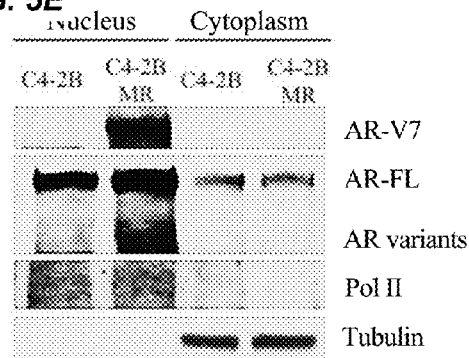 Nucleus Cytoplasm
C4-2B C4-2B MR C4-2B C4-2B MR
AR-V7
AR-FL
AR variants
Pol II
Tubulin